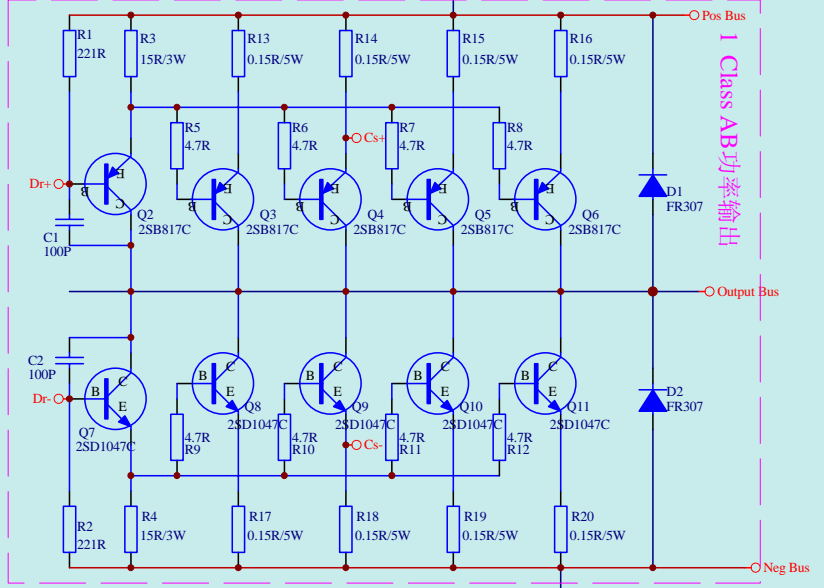 Pos Bus
1 Class AB功率输出
R1
221R
R3
15R/3W
R13
0.15R/5W
R14
0.15R/5W
R15
0.15R/5W
R16
0.15R/5W
R5
4.7R
R6
4.7R
Cs+
R7
4.7R
R8
4.7R
Dr+
B
E
C
Q2
2SB817C
B
E
C
Q3
2SB817C
B
E
C
Q4
2SB817C
B
E
C
Q5
2SB817C
B
E
C
Q6
2SB817C
D1
FR307
C1
100P
Output Bus
C2
100P
Dr-
B
C
E
Q7
2SD1047C
B
C
E
Q8
2SD1047C
B
C
E
Q9
2SD1047C
B
C
E
Q10
2SD1047C
B
C
E
Q11
2SD1047C
D2
FR307
4.7R
R9
4.7R
R10
Cs-
4.7R
R11
4.7R
R12
R2
221R
R4
15R/3W
R17
0.15R/5W
R18
0.15R/5W
R19
0.15R/5W
R20
0.15R/5W
Neg Bus